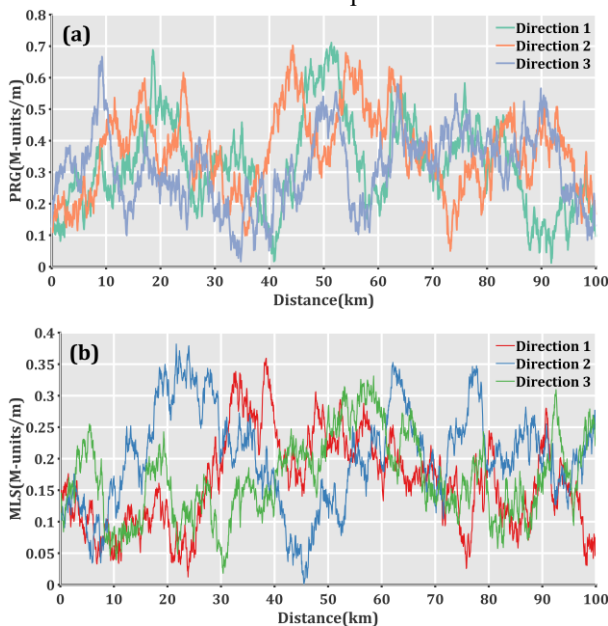 (a)
Direction 1
Direction 2
Direction 3
PRG(M-units/m)
0.8
0.7
0.6
0.5
0.4
0.3
0.2
0.1
0
0 10 20 30 40 50 60 70 80 90 100
Distance(km)
(b)
Direction 1
Direction 2
Direction 3
MLS(M-units/m)
0.4
0.35
0.3
0.25
0.2
0.15
0.1
0.05
0
0 10 20 30 40 50 60 70 80 90 100
Distance(km)